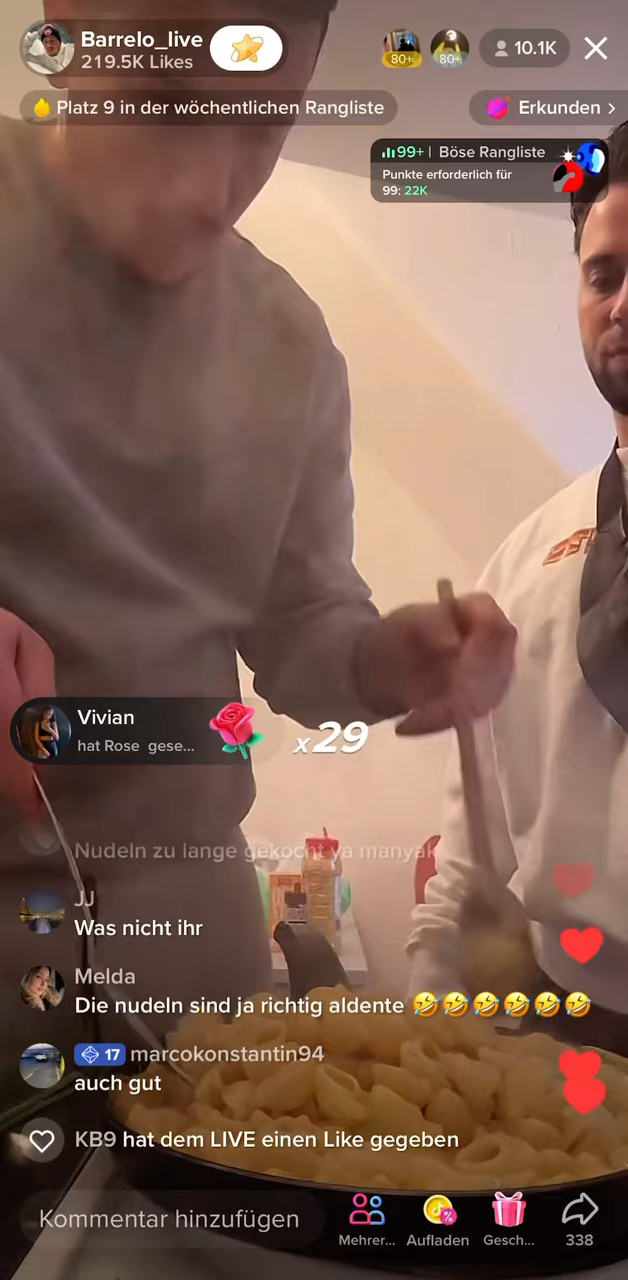 Barrelo_live
219.5K Likes
80+
80+
10.1K
Platz 9 in der wöchentlichen Rangliste
Erkunden >
99+ | Böse Rangliste
Punkte erforderlich für
99: 22K
Vivian
hat Rose gese...
x29
Nudeln zu lange gekocht ya manyak
JJ
Was nicht ihr
Melda
Die nudeln sind ja richtig aldente 🤣🤣🤣🤣🤣🤣
17 marcokonstantin94
auch gut
KB9 hat dem LIVE einen Like gegeben
Kommentar hinzufügen
Mehrer...
Aufladen
Gesch...
338